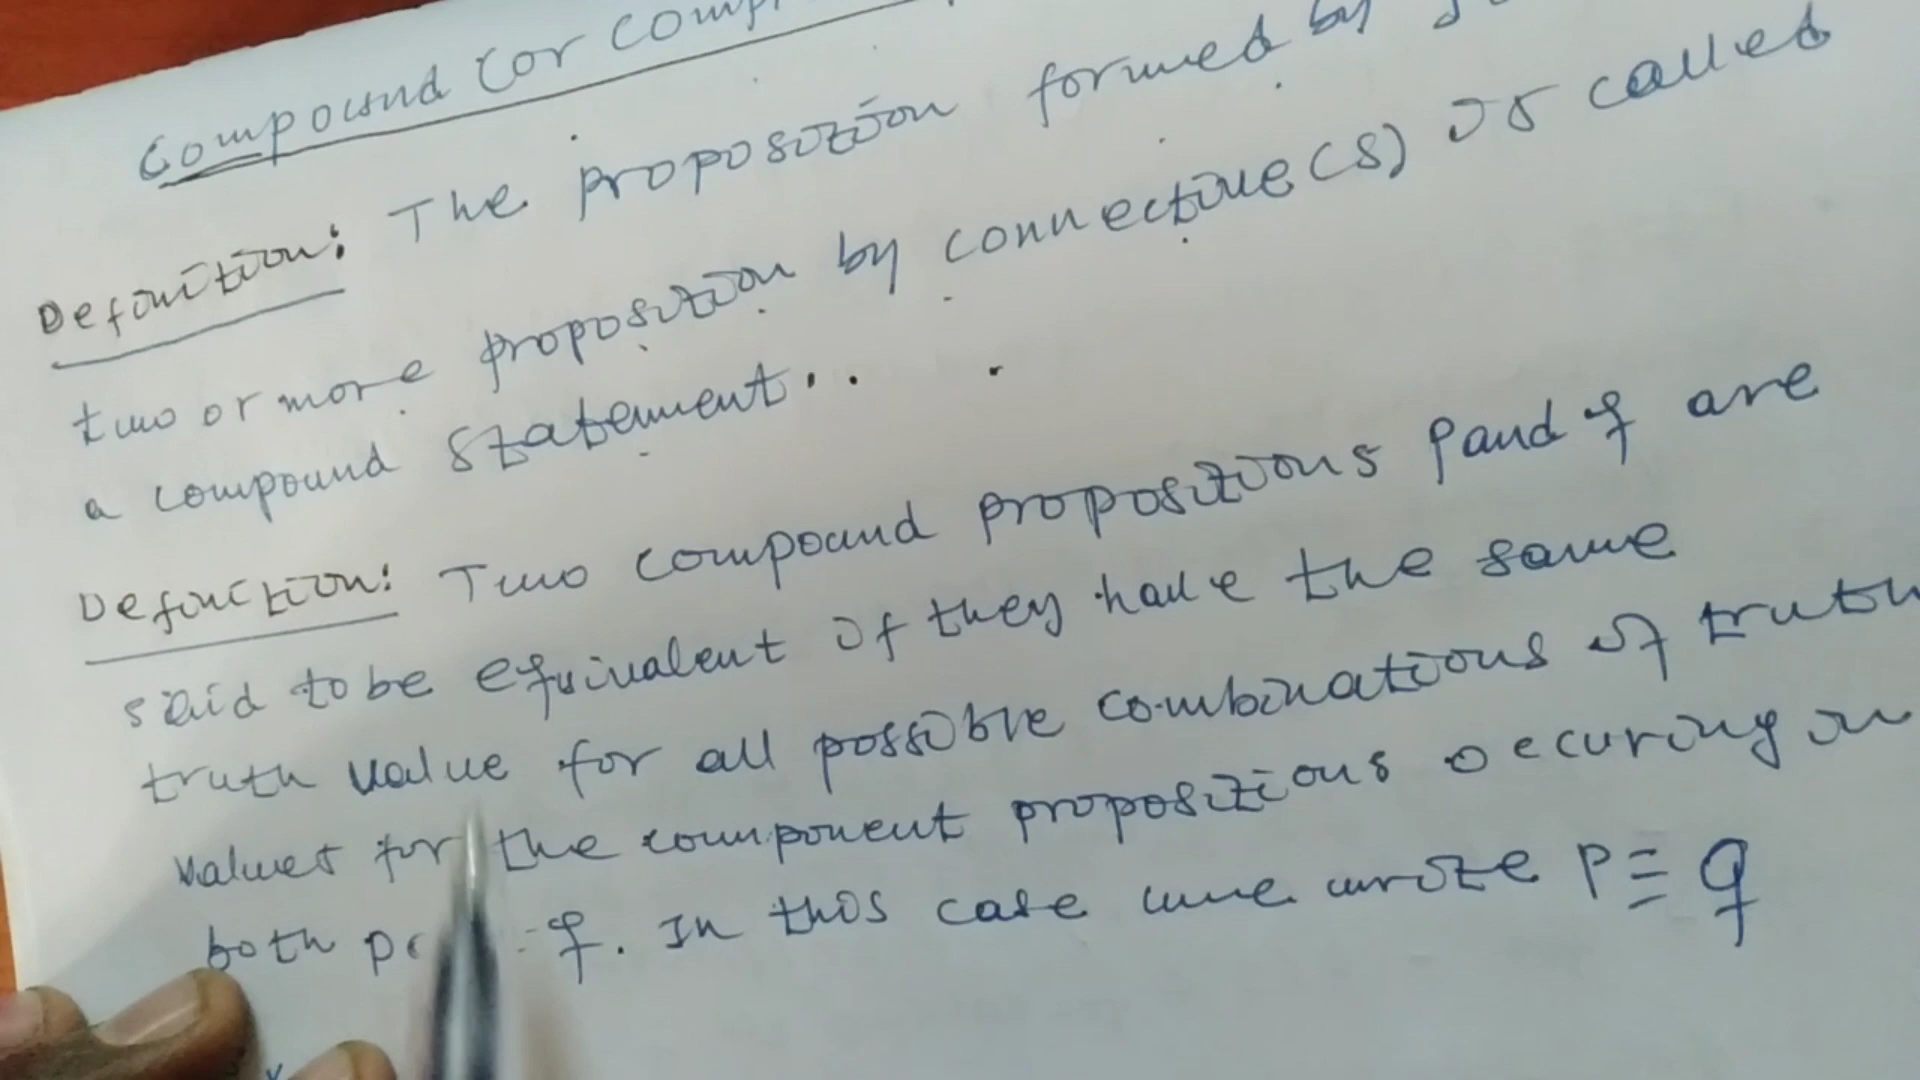 Compound (or
Definition: The proposition formed by
two or more proposition by connective(s) is called
a compound statement..
Definition: Two compound propositions p and q are
said to be equivalent if they have the same
truth value for all possible combinations of truth
values for the component propositions occuring in
both q. In this case we write P ≡ q